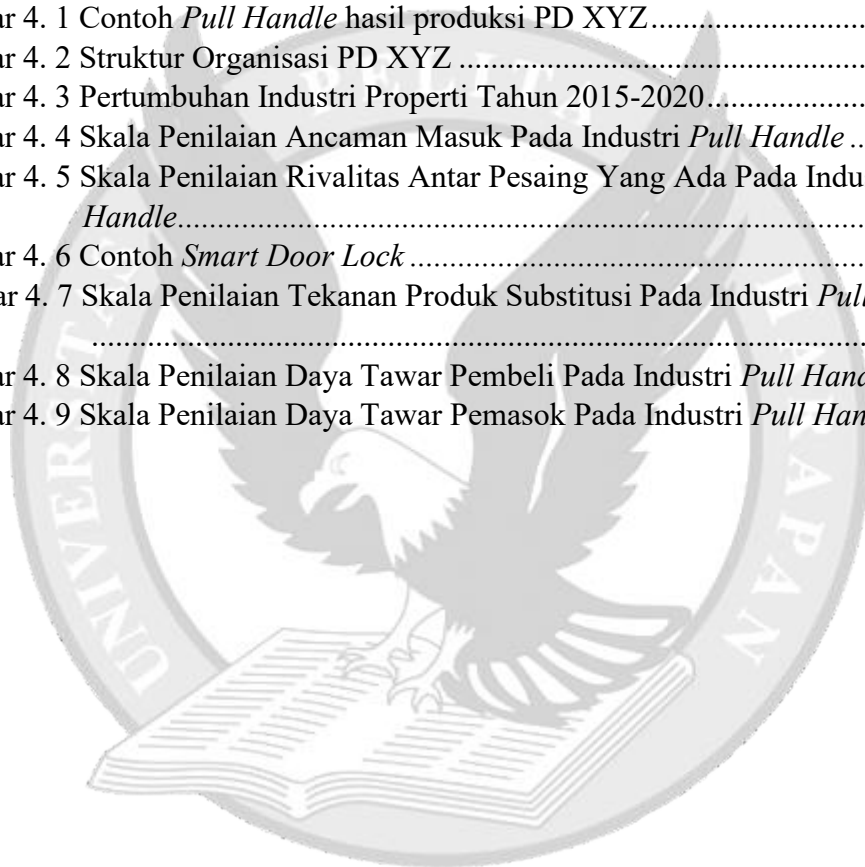 ar 4. 1 Contoh Pull Handle hasil produksi PD XYZ..............................
ar 4. 2 Struktur Organisasi PD XYZ ......................................................
ar 4. 3 Pertumbuhan Industri Properti Tahun 2015-2020.......................
ar 4. 4 Skala Penilaian Ancaman Masuk Pada Industri Pull Handle ...
ar 4. 5 Skala Penilaian Rivalitas Antar Pesaing Yang Ada Pada Indu
Handle.............................................................................................
ar 4. 6 Contoh Smart Door Lock .............................................................
ar 4. 7 Skala Penilaian Tekanan Produk Substitusi Pada Industri Pull
.............................................................................................
ar 4. 8 Skala Penilaian Daya Tawar Pembeli Pada Industri Pull Hand
ar 4. 9 Skala Penilaian Daya Tawar Pemasok Pada Industri Pull Han
UNIVERSITAS PELITA HARAPAN